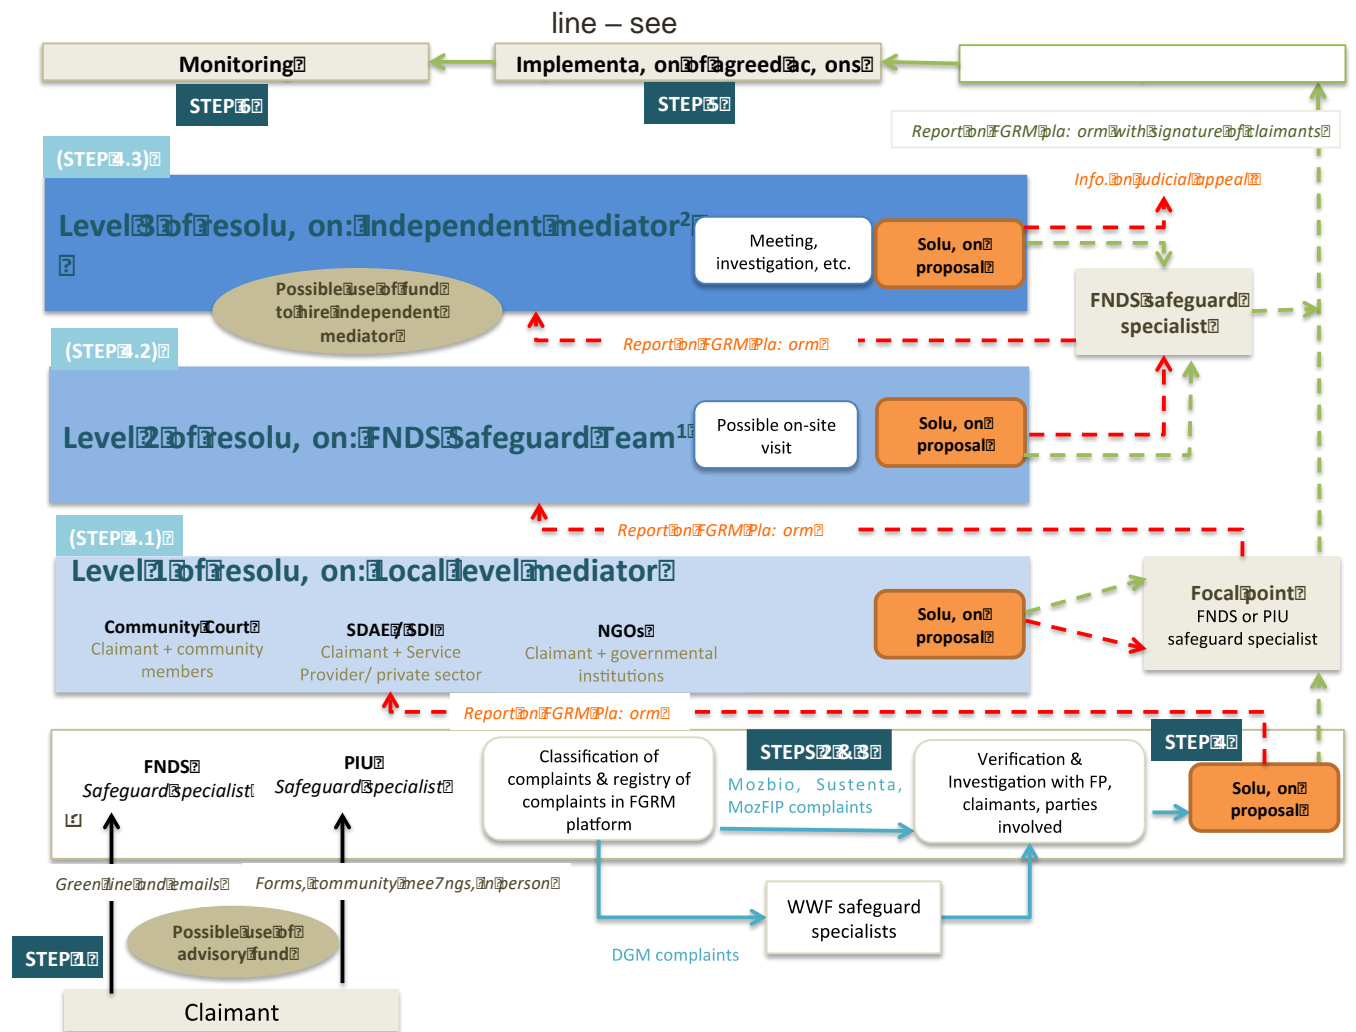 line – see
Monitoring
Implementa, on of agreed ac, ons
STEP 6
STEP 5
Report on FGRM pla: orm with signature of claimants
(STEP 4.3)
Info. on judicial appeal
Level 3 of resolu, on: Independent mediator²
Meeting,
investigation, etc.
Solu, on
proposal
Possible use of fund
to hire independent
mediator
FNDS safeguard
specialist
(STEP 4.2)
Report on FGRM Pla: orm
Level 2 of resolu, on: FNDS Safeguard Team¹
Possible on-site
visit
Solu, on
proposal
(STEP 4.1)
Report on FGRM Pla: orm
Level 1 of resolu, on: Local level mediator
Community Court
Claimant + community
members
SDAE / SDI
Claimant + Service
Provider/ private sector
NGOs
Claimant + governmental
institutions
Solu, on
proposal
Focal point
FNDS or PIU
safeguard specialist
Report on FGRM Pla: orm
STEP 4
FNDS
Safeguard specialist
PIU
Safeguard specialist
Classification of
complaints & registry of
complaints in FGRM
platform
STEPS 2 & 3
Mozbio, Sustenta,
MozFIP complaints
Verification &
Investigation with FP,
claimants, parties
involved
Solu, on
proposal
Green line and emails
Forms, community mee7ngs, in person
Possible use of
advisory fund
STEP 1
WWF safeguard
specialists
DGM complaints
Claimant